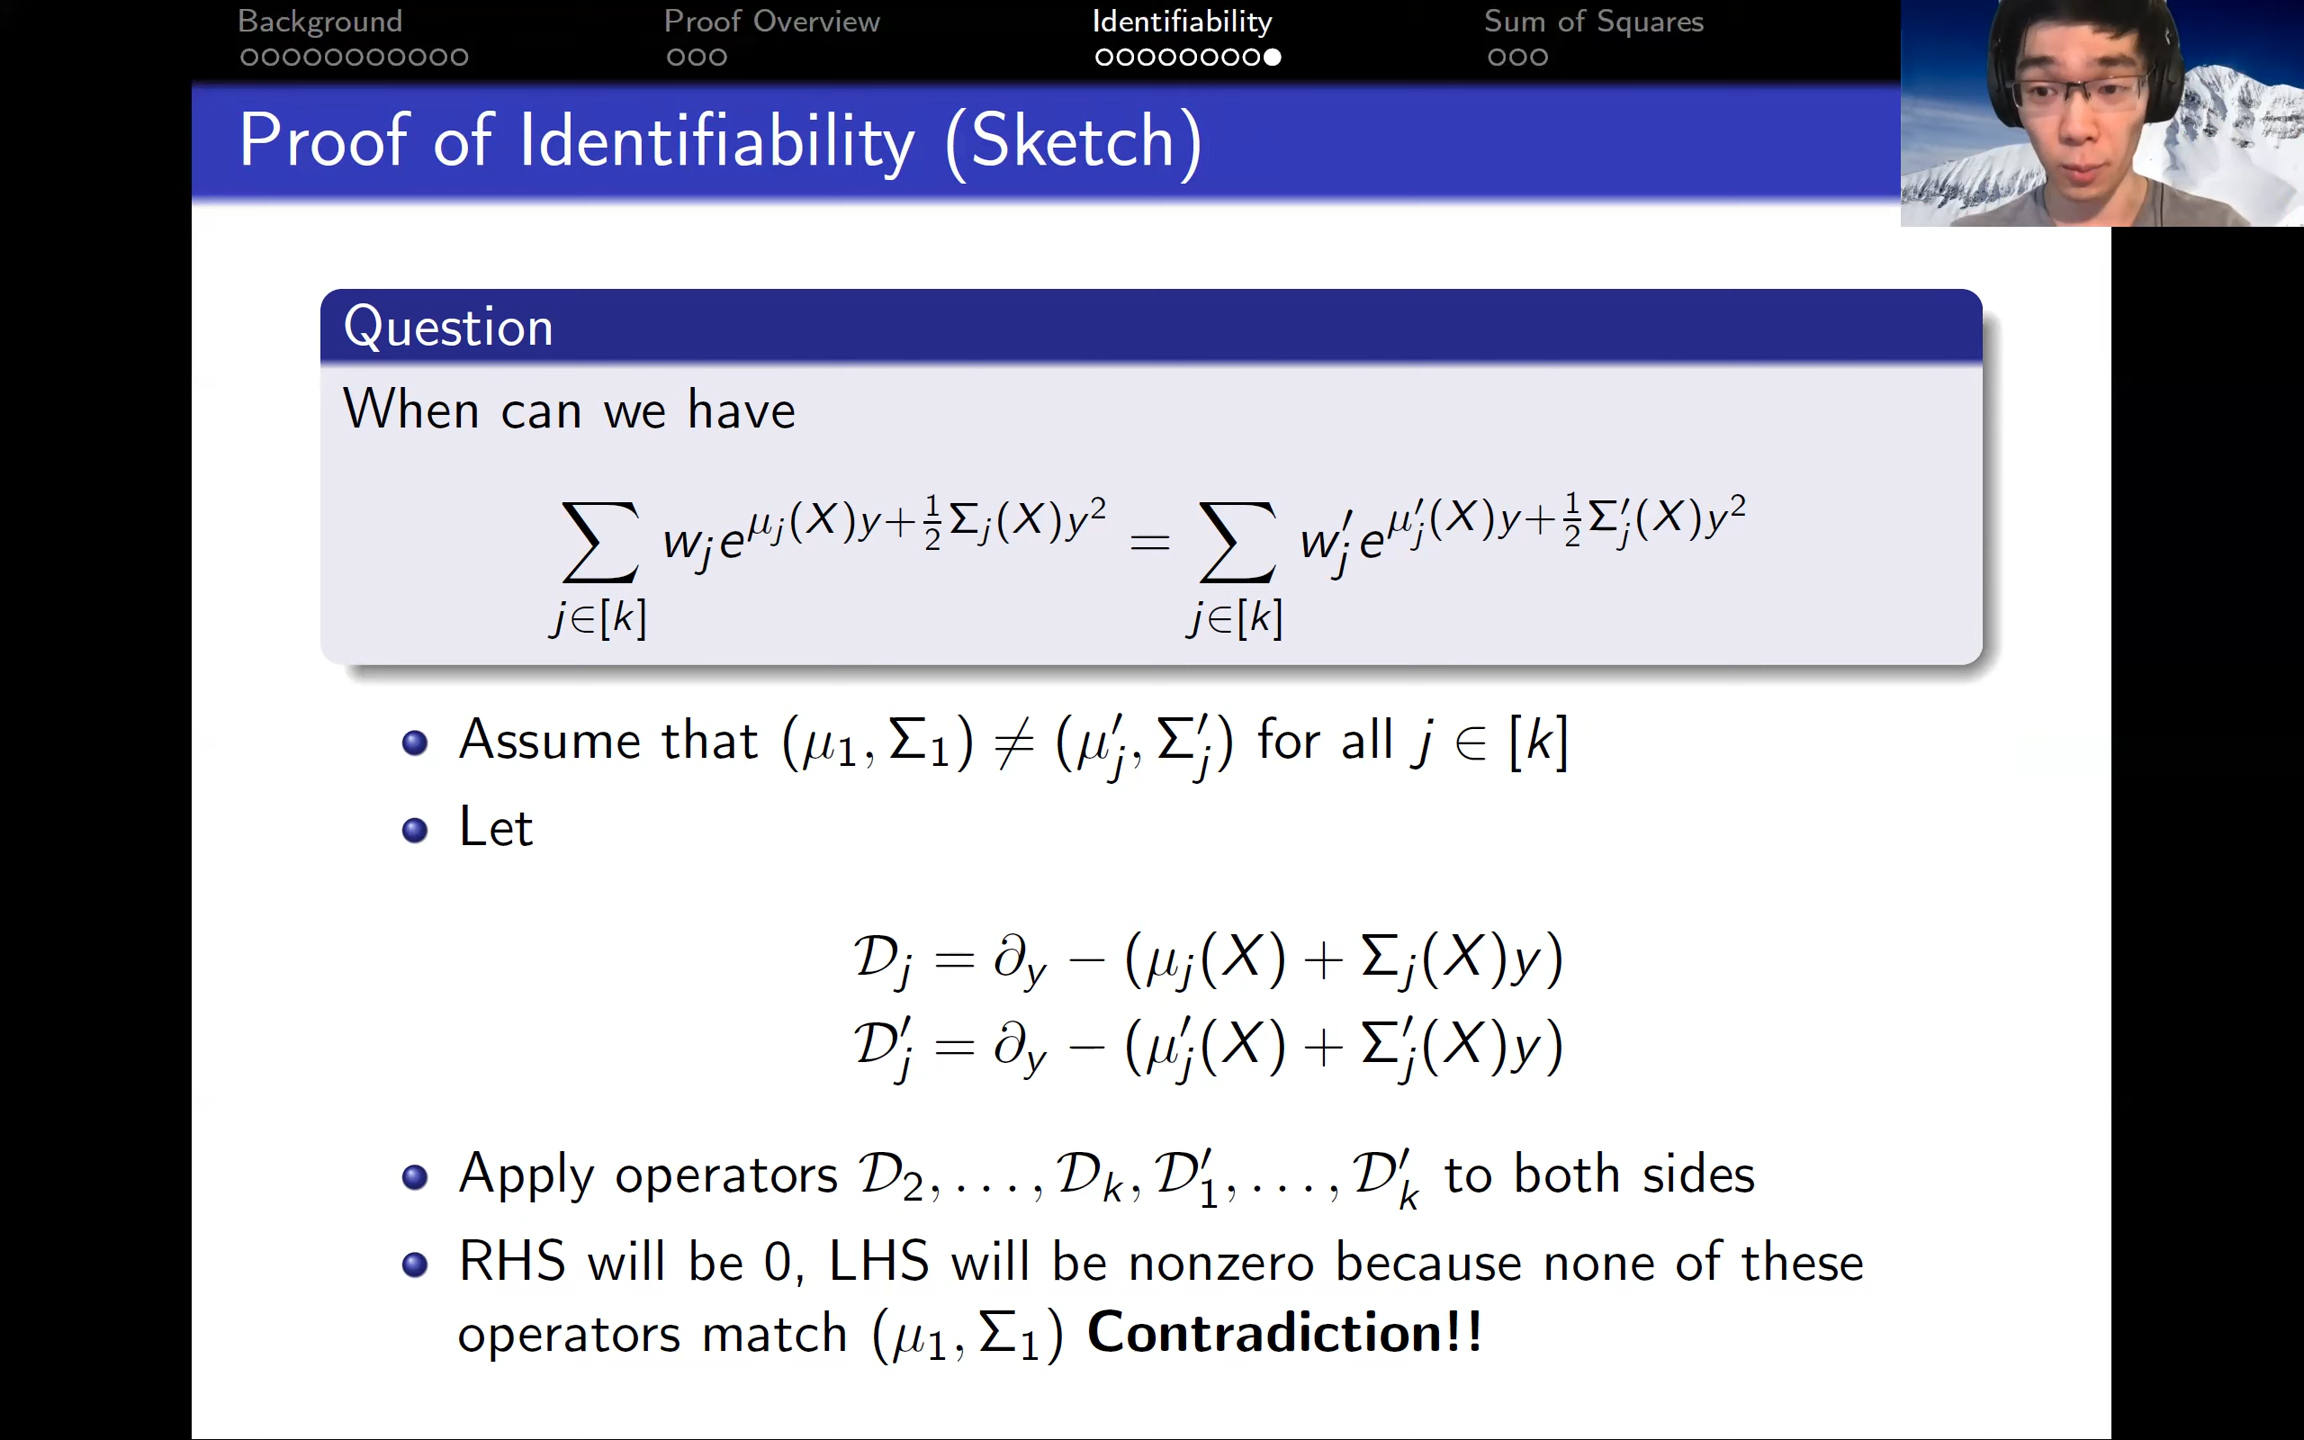 Background Proof Overview Identifiability Sum of Squares
Proof of Identifiability (Sketch)
Question
When can we have
∑_{j∈[k]} w_j e^{μ_j(X)y+½Σ_j(X)y²} = ∑_{j∈[k]} w′_j e^{μ′_j(X)y+½Σ′_j(X)y²}
Assume that (μ₁, Σ₁) ≠ (μ′_j, Σ′_j) for all j ∈ [k]
Let
𝒟_j = ∂_y − (μ_j(X) + Σ_j(X)y)
𝒟′_j = ∂_y − (μ′_j(X) + Σ′_j(X)y)
Apply operators 𝒟₂, . . . , 𝒟_k, 𝒟′₁, . . . , 𝒟′_k to both sides
RHS will be 0, LHS will be nonzero because none of these
operators match (μ₁, Σ₁) Contradiction!!